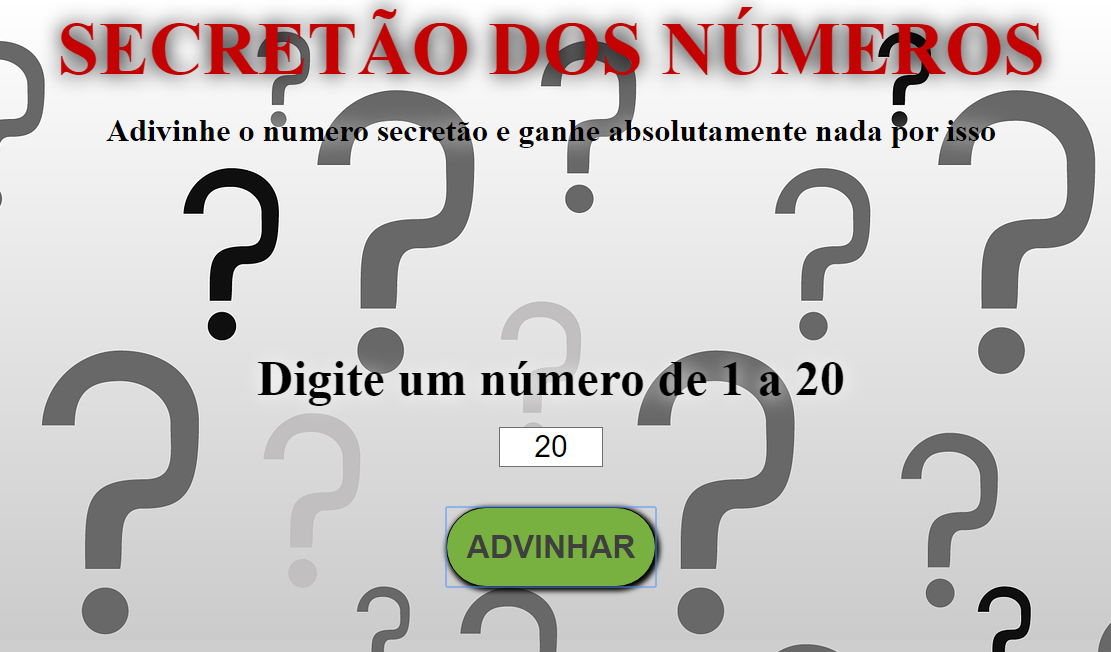 SECRETÃO DOS NÚMEROS
Adivinhe o numero secretão e ganhe absolutamente nada por isso
Digite um número de 1 a 20
20
ADVINHAR